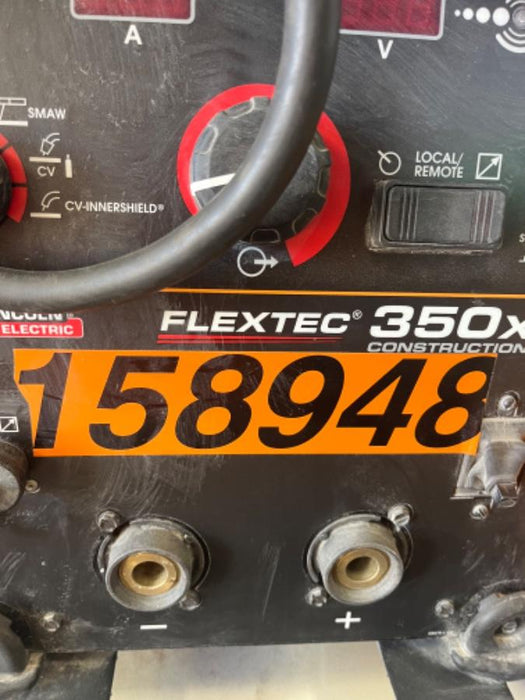 A
V
SMAW
CV
CV-INNERSHIELD®
LOCAL/
REMOTE
ELECTRIC
FLEXTEC® 350x
CONSTRUCTION
158948
-
+